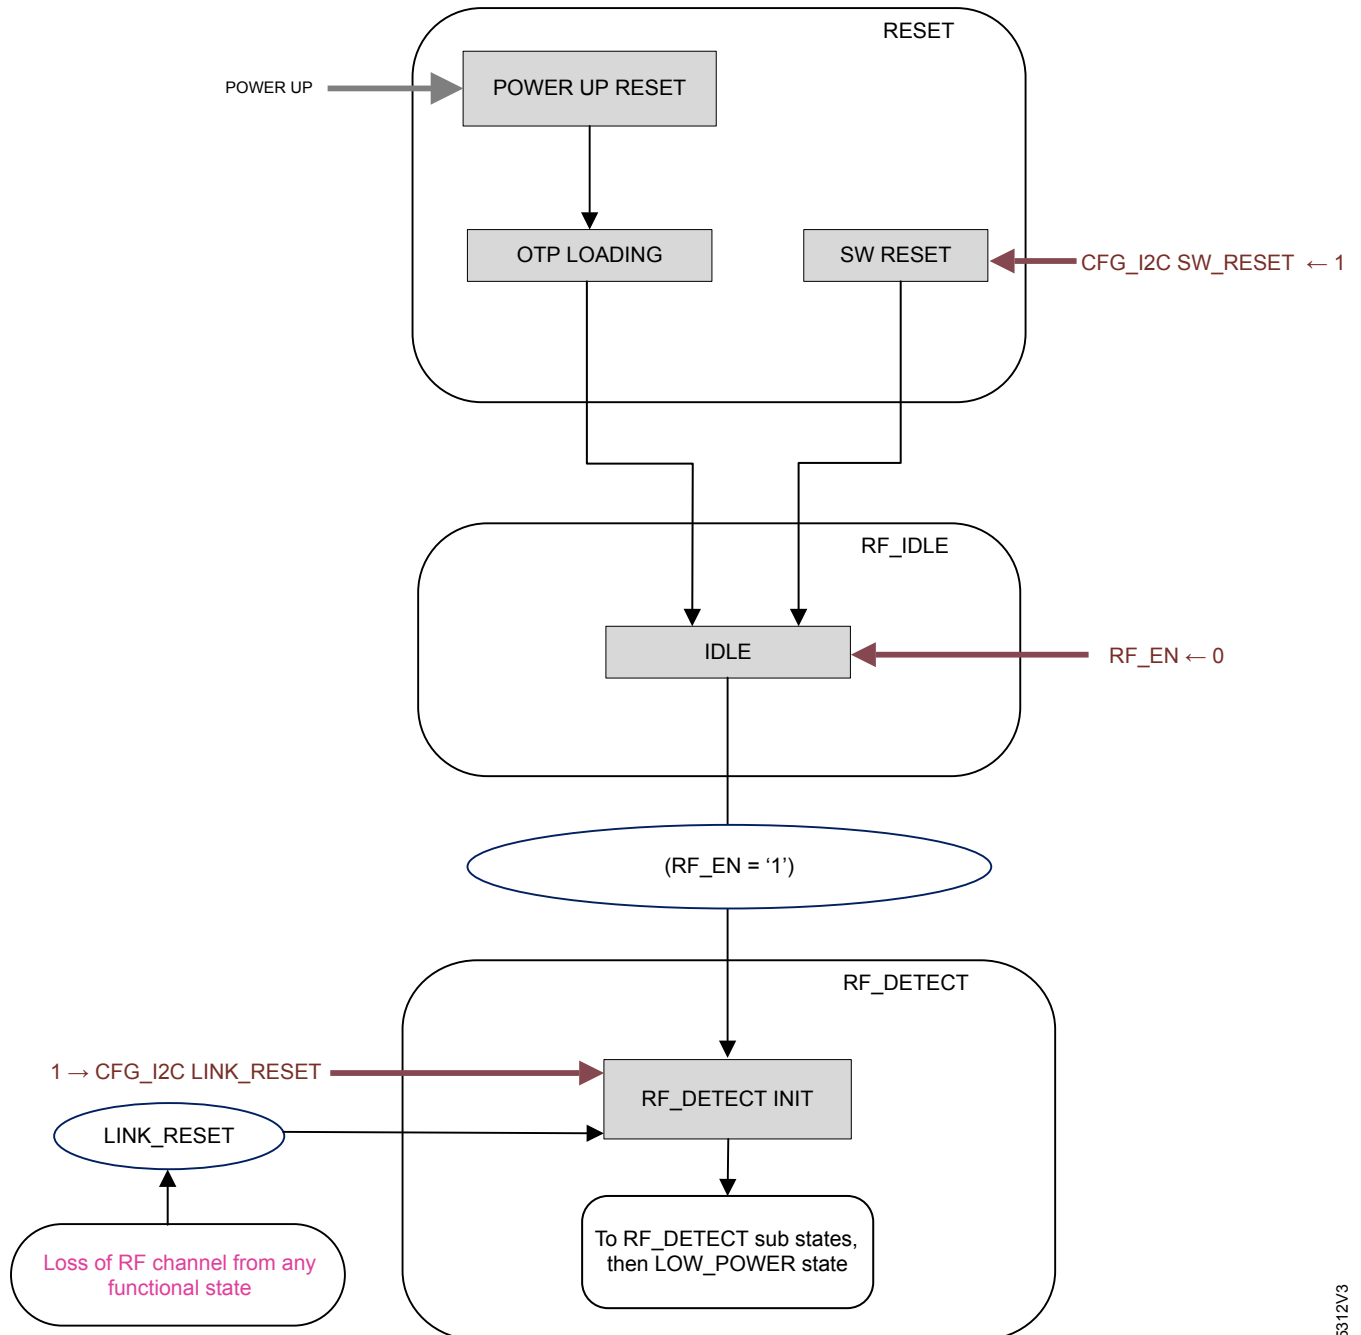 RESET
POWER UP
POWER UP RESET
OTP LOADING
SW RESET
CFG_I2C SW_RESET ← 1
RF_IDLE
IDLE
RF_EN ← 0
(RF_EN = ‘1’)
RF_DETECT
1 → CFG_I2C LINK_RESET
RF_DETECT INIT
LINK_RESET
To RF_DETECT sub states,
then LOW_POWER state
Loss of RF channel from any
functional state